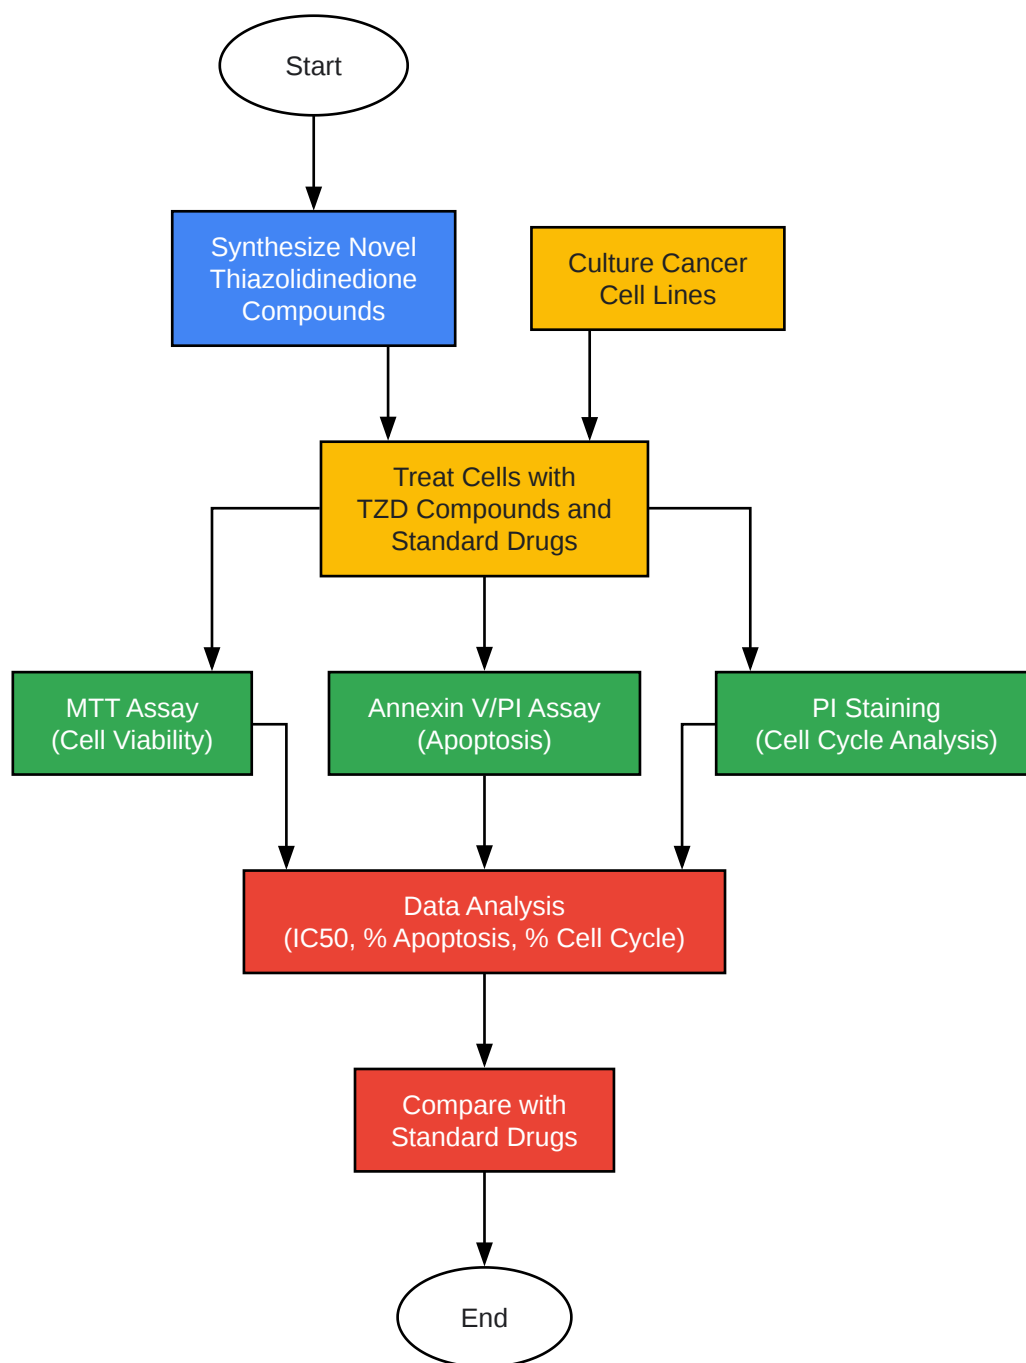 Start
Synthesize Novel
Thiazolidinedione
Compounds
Culture Cancer
Cell Lines
Treat Cells with
TZD Compounds and
Standard Drugs
MTT Assay
(Cell Viability)
Annexin V/PI Assay
(Apoptosis)
PI Staining
(Cell Cycle Analysis)
Data Analysis
(IC50, % Apoptosis, % Cell Cycle)
Compare with
Standard Drugs
End